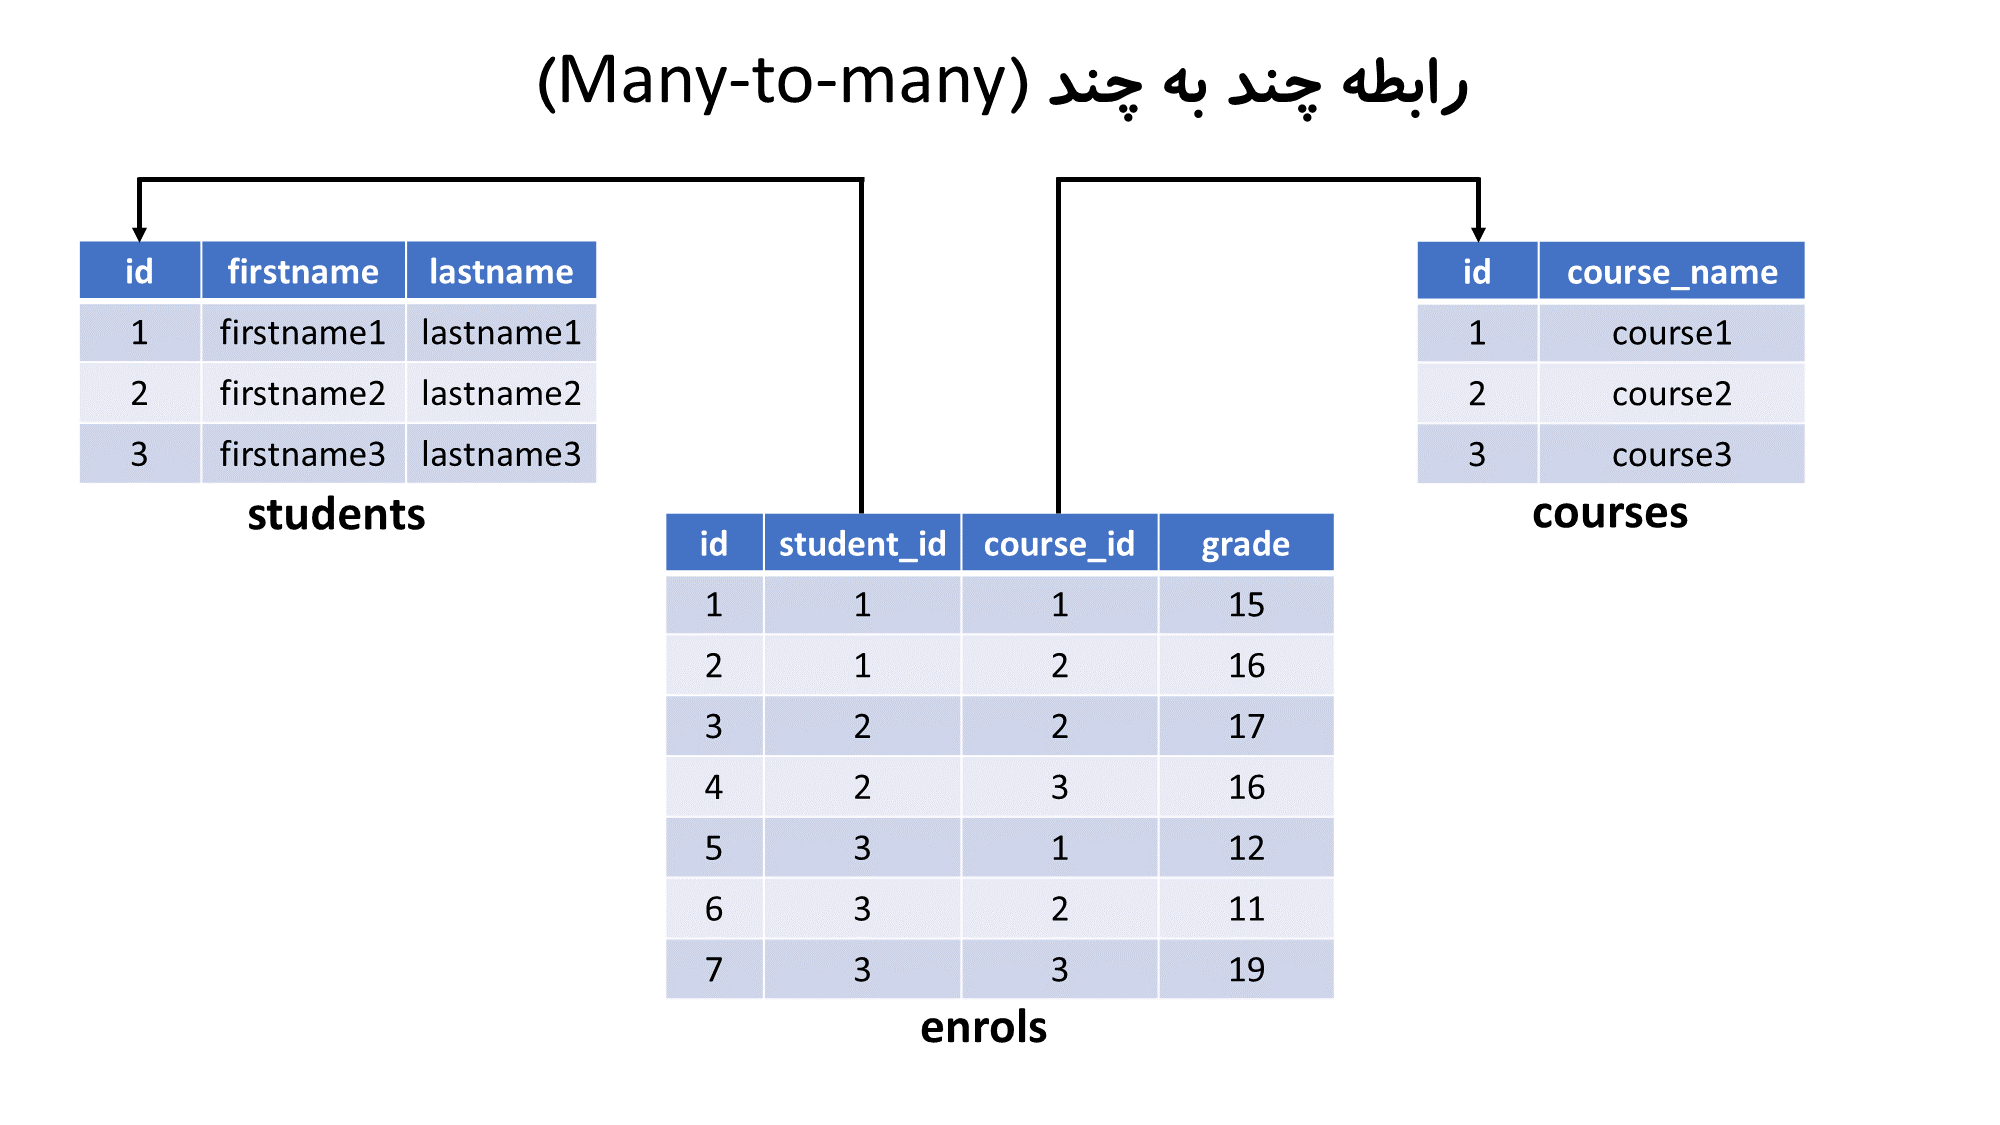 رابطه چند به چند (Many-to-many)
id firstname lastname
1 firstname1 lastname1
2 firstname2 lastname2
3 firstname3 lastname3
students
id course_name
1 course1
2 course2
3 course3
courses
id student_id course_id grade
1 1 1 15
2 1 2 16
3 2 2 17
4 2 3 16
5 3 1 12
6 3 2 11
7 3 3 19
enrols